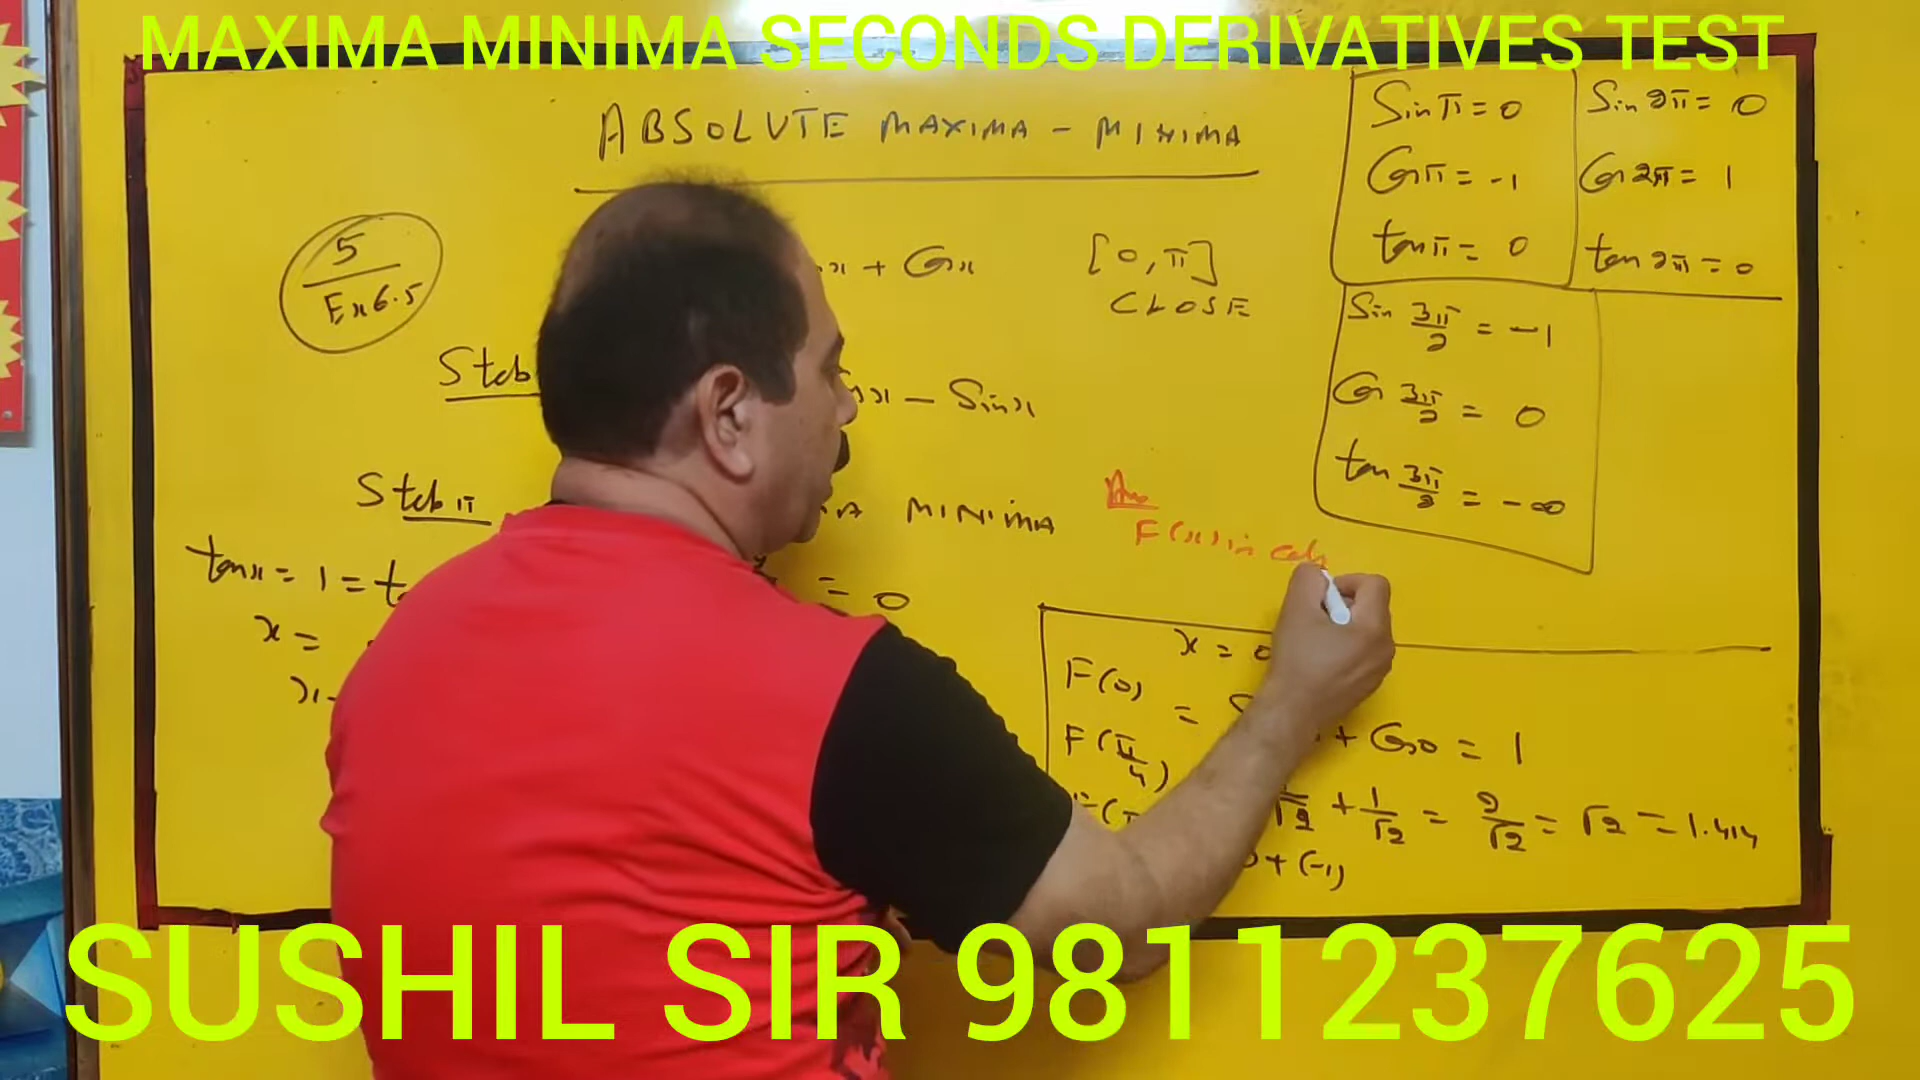 MAXIMA MINIMA SECONDS DERIVATIVES TEST
ABSOLUTE MAXIMA - MINIMA
Sin π = 0
Cos π = -1
tan π = 0
Sin 2π = 0
Cos 2π = 1
tan 2π = 0
5
Ex 6.5
x + Cos x [0, π]
CLOSE
Sin 3π/2 = -1
Cos 3π/2 = 0
tan 3π/2 = -∞
Step
x - Sin x
Step II
A MINIMA
tan x = 1 =
= 0
x =
Ans
F(x) is
x = 0
F(0)
= + Cos 0 = 1
F(π/4)
√2 + 1/√2 = 2/√2 = √2 = 1.414
+ (-1)
SUSHIL SIR 9811237625